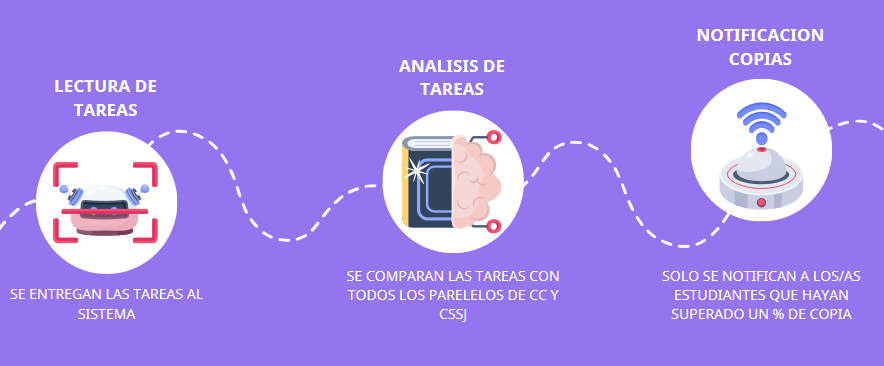 LECTURA DE
TAREAS
SE ENTREGAN LAS TAREAS AL
SISTEMA
ANALISIS DE
TAREAS
SE COMPARAN LAS TAREAS CON
TODOS LOS PARELELOS DE CC Y
CSSJ
NOTIFICACION
COPIAS
SOLO SE NOTIFICAN A LOS/AS
ESTUDIANTES QUE HAYAN
SUPERADO UN % DE COPIA